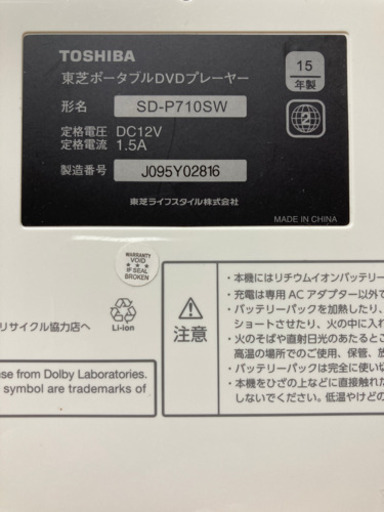 TOSHIBA
東芝ポータブルDVDプレーヤー
15
年製
形名 SD-P710SW
2
定格電圧 DC12V
定格電流 1.5A
製造番号 J095Y02816
東芝ライフスタイル株式会社
MADE IN CHINA
WARRANTY
VOID
IF SEAL
BROKEN
リサイクル協力店へ
Li-ion
nse from Dolby Laboratories.
symbol are trademarks of
注意
・本機にはリチウムイオンバッテリー
・充電は専用 AC アダプター以外で
・バッテリーパックを加熱したり、
ショートさせたり、火の中に入れ
・火のそばや直射日光のあたるところ
高温の場所でのご使用、保管、放
・バッテリーパックは完全に使い切
・本機をひざの上などに直接触れた
しないでください。低温やけどの